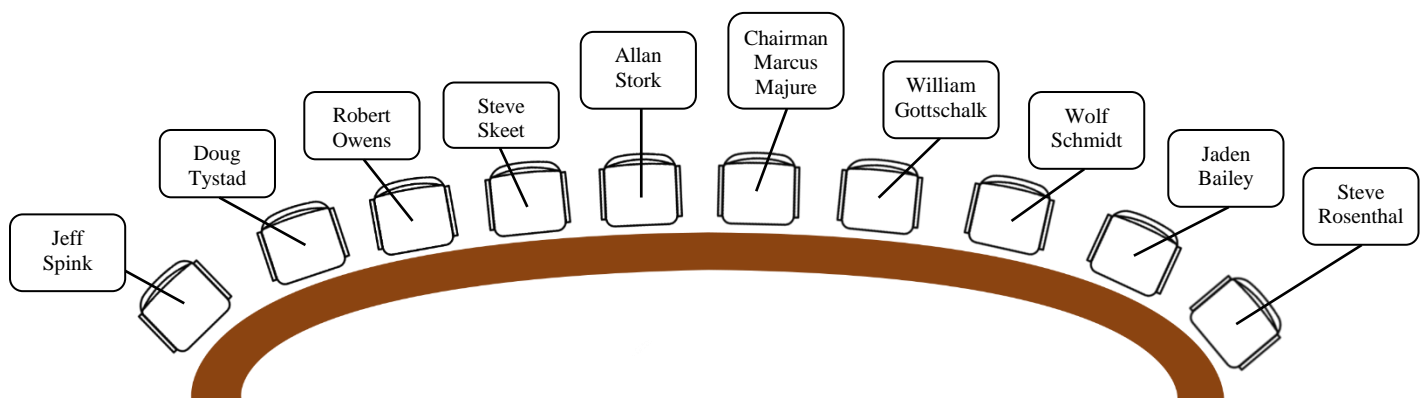 Jeff
Spink
Doug
Tystad
Robert
Owens
Steve
Skeet
Allan
Stork
Chairman
Marcus
Majure
William
Gottschalk
Wolf
Schmidt
Jaden
Bailey
Steve
Rosenthal